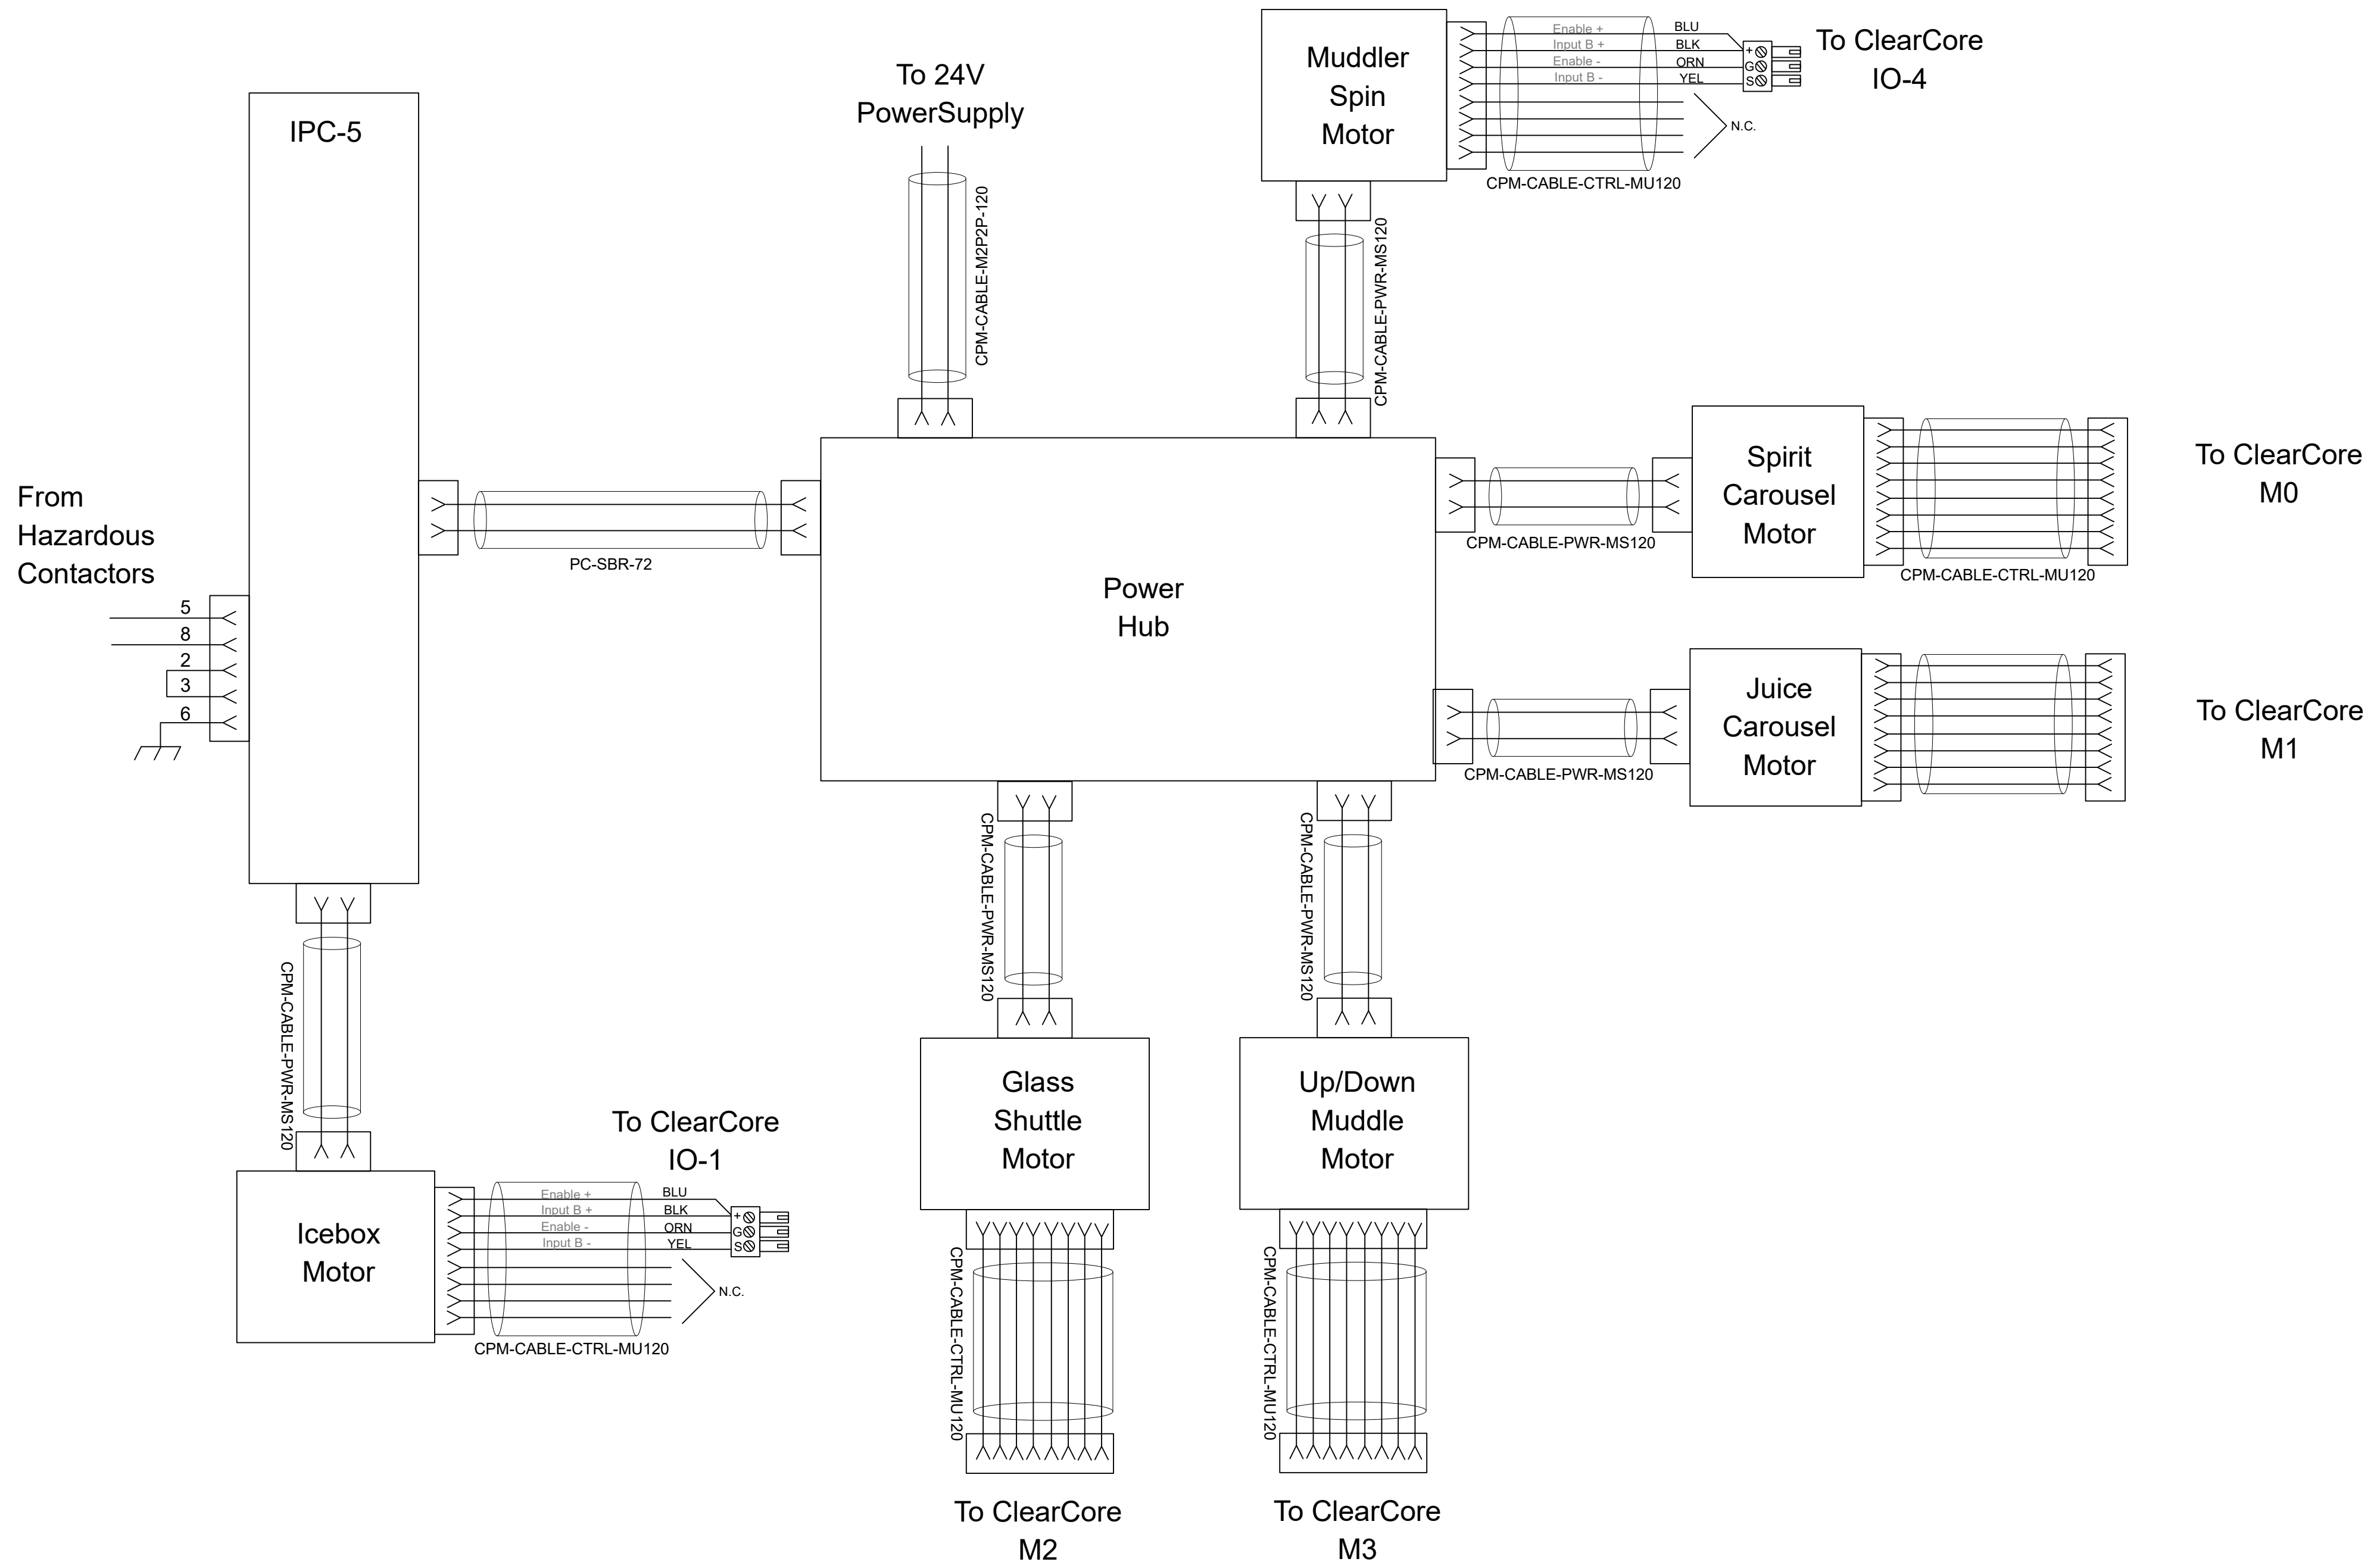 IPC-5
To 24V
PowerSupply
CPM-CABLE-M2P2P-120
Muddler
Spin
Motor
Enable +
BLU
Input B +
BLK
Enable -
ORN
Input B -
YEL
+
G
S
N.C.
CPM-CABLE-CTRL-MU120
To ClearCore
IO-4
CPM-CABLE-PWR-MS120
From
Hazardous
Contactors
5
8
2
3
6
PC-SBR-72
Power
Hub
CPM-CABLE-PWR-MS120
Spirit
Carousel
Motor
CPM-CABLE-CTRL-MU120
To ClearCore
M0
CPM-CABLE-PWR-MS120
Juice
Carousel
Motor
To ClearCore
M1
CPM-CABLE-PWR-MS120
CPM-CABLE-PWR-MS120
CPM-CABLE-PWR-MS120
Icebox
Motor
To ClearCore
IO-1
Enable +
BLU
Input B +
BLK
Enable -
ORN
Input B -
YEL
+
G
S
N.C.
CPM-CABLE-CTRL-MU120
Glass
Shuttle
Motor
CPM-CABLE-CTRL-MU120
To ClearCore
M2
Up/Down
Muddle
Motor
CPM-CABLE-CTRL-MU120
To ClearCore
M3